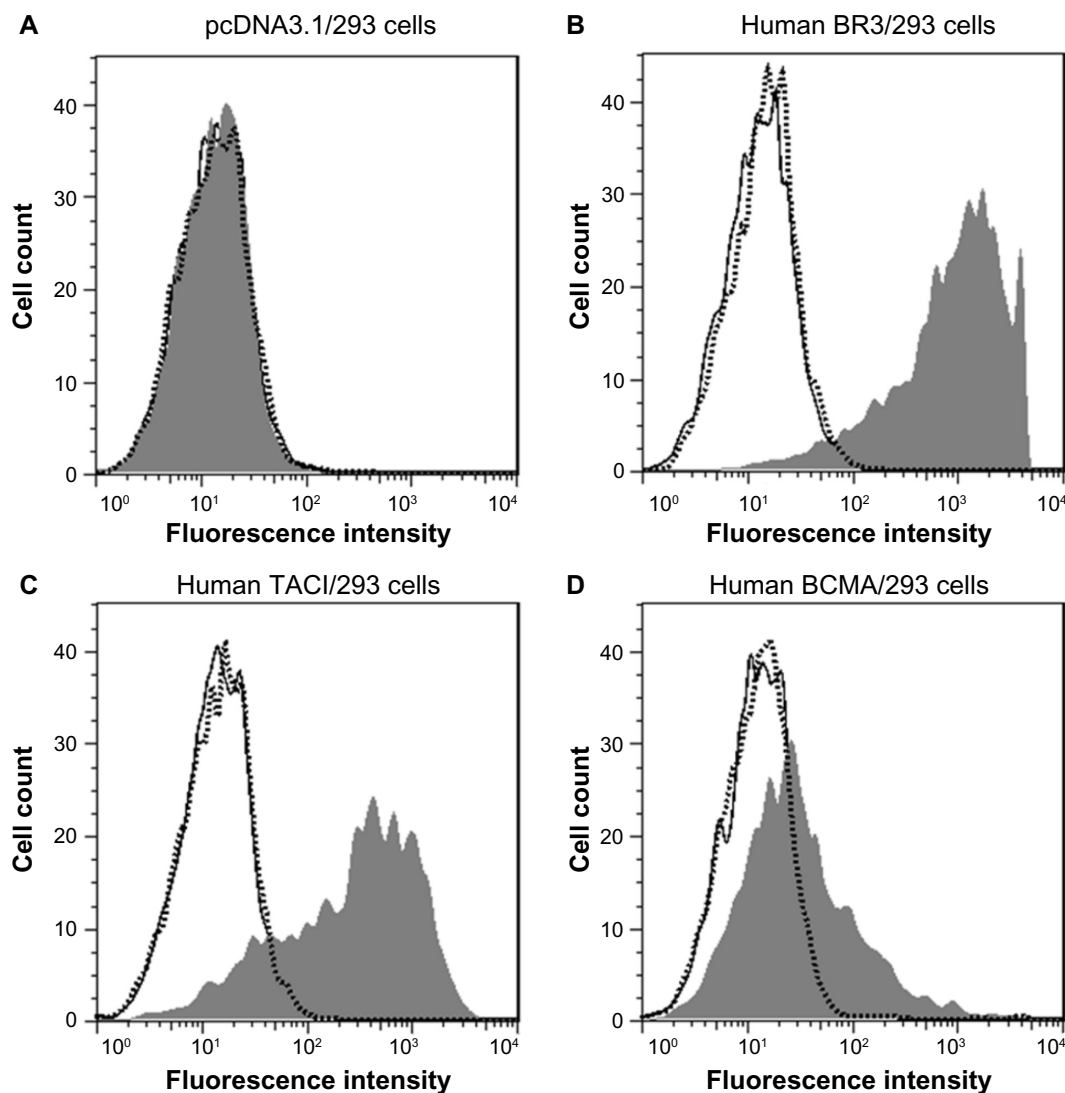 A
pcDNA3.1/293 cells
Cell count
40
30
20
10
0
10⁰ 10¹ 10² 10³ 10⁴
Fluorescence intensity
B
Human BR3/293 cells
Cell count
40
30
20
10
0
10⁰ 10¹ 10² 10³ 10⁴
Fluorescence intensity
C
Human TACI/293 cells
Cell count
40
30
20
10
0
10⁰ 10¹ 10² 10³ 10⁴
Fluorescence intensity
D
Human BCMA/293 cells
Cell count
40
30
20
10
0
10⁰ 10¹ 10² 10³ 10⁴
Fluorescence intensity